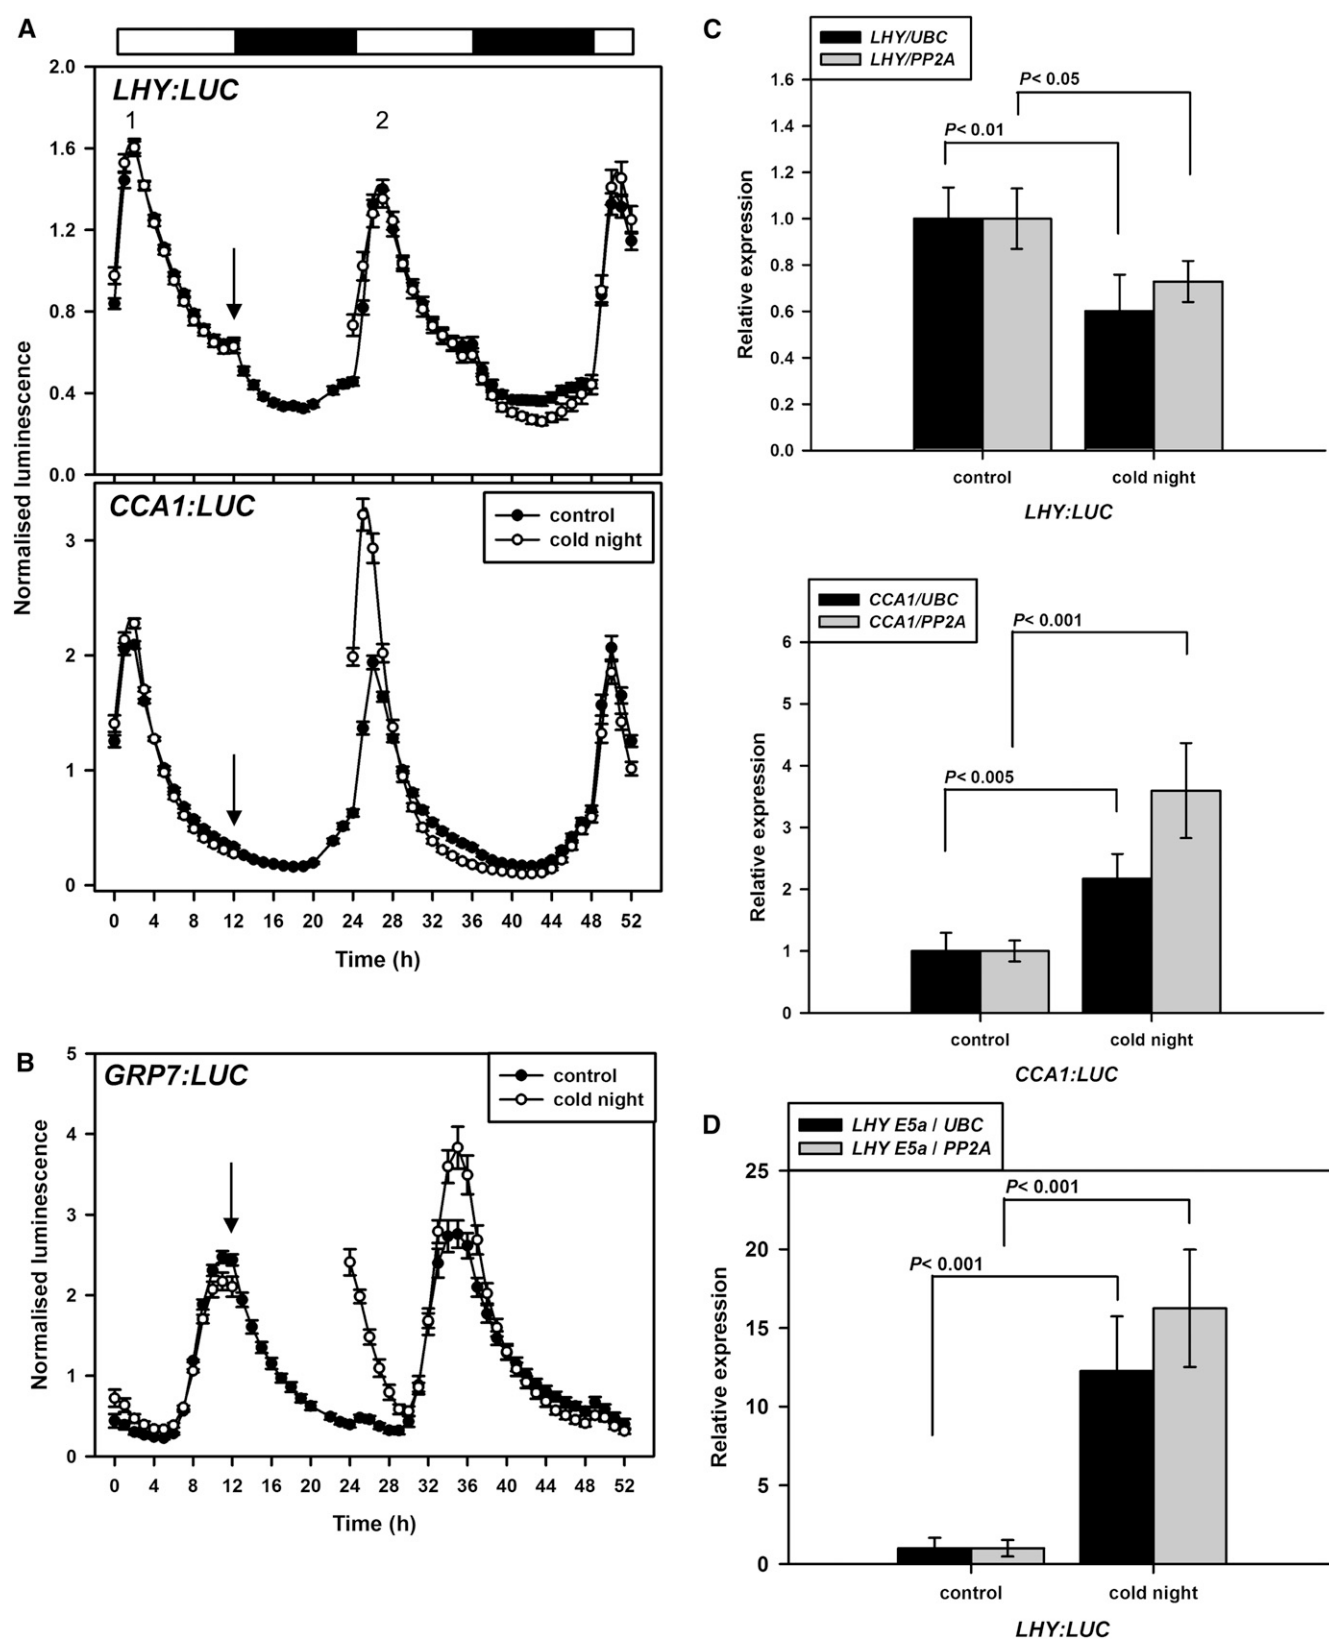 A
LHY:LUC
1
2
2.0
1.6
1.2
0.8
0.4
0.0
Normalised luminescence
CCA1:LUC
control
cold night
3
2
1
0
0 4 8 12 16 20 24 28 32 36 40 44 48 52
Time (h)
B
GRP7:LUC
control
cold night
5
4
3
2
1
0
Normalised luminescence
0 4 8 12 16 20 24 28 32 36 40 44 48 52
Time (h)
C
LHY/UBC
LHY/PP2A
P< 0.05
P< 0.01
1.6
1.4
1.2
1.0
0.8
0.6
0.4
0.2
0.0
Relative expression
control cold night
LHY:LUC
CCA1/UBC
CCA1/PP2A
P< 0.001
P< 0.005
6
5
4
3
2
1
0
Relative expression
control cold night
CCA1:LUC
D
LHY E5a / UBC
LHY E5a / PP2A
P< 0.001
P< 0.001
25
20
15
10
5
0
Relative expression
control cold night
LHY:LUC